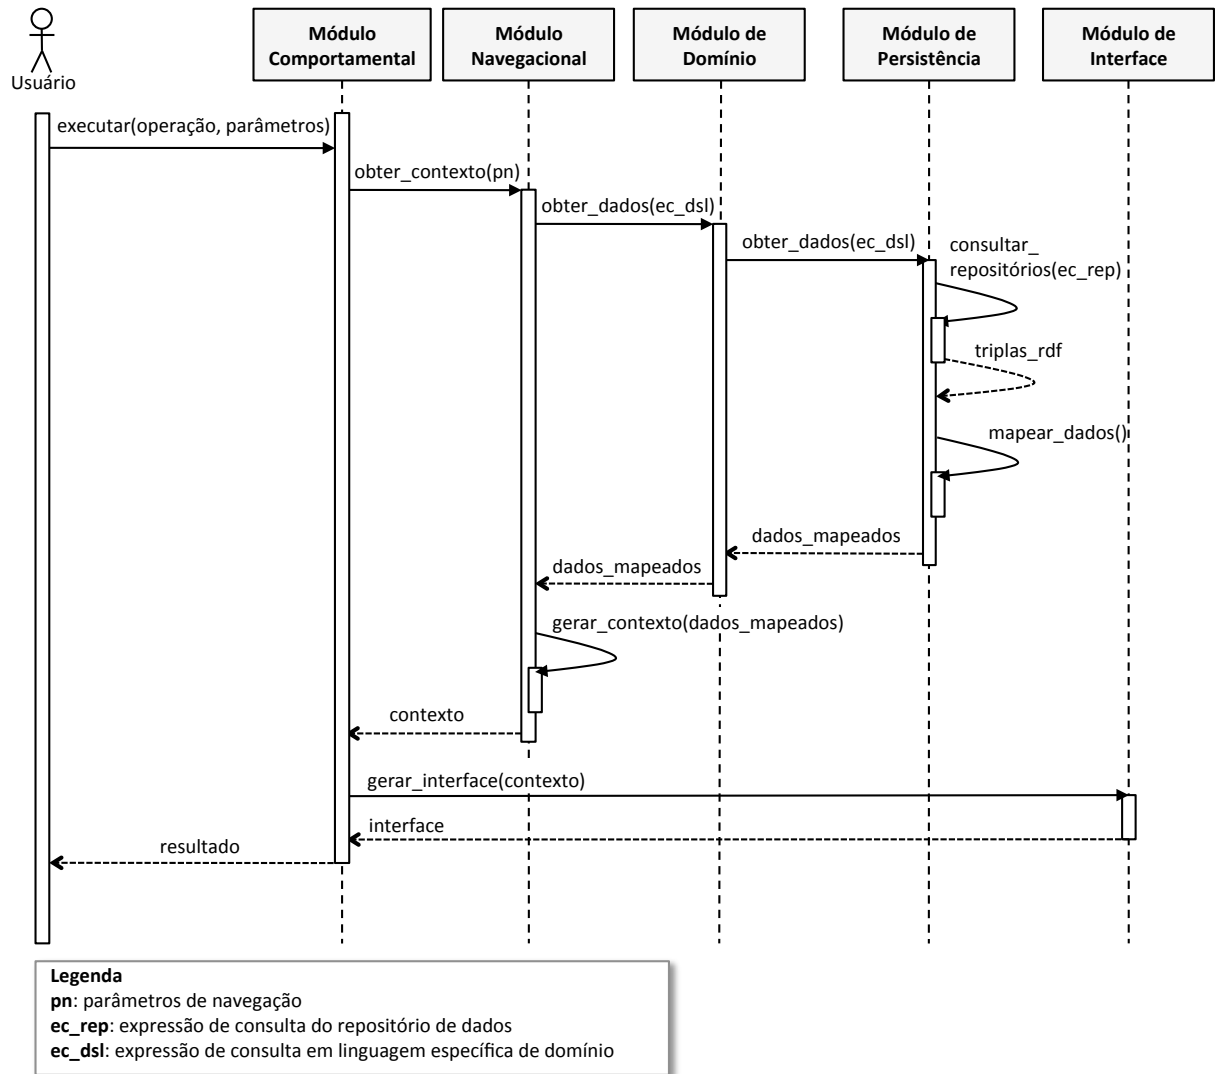 Usuário
Módulo
Comportamental
Módulo
Navegacional
Módulo de
Domínio
Módulo de
Persistência
Módulo de
Interface
executar(operação, parâmetros)
obter_contexto(pn)
obter_dados(ec_dsl)
obter_dados(ec_dsl)
consultar_
repositórios(ec_rep)
triplas_rdf
mapear_dados()
dados_mapeados
dados_mapeados
gerar_contexto(dados_mapeados)
contexto
gerar_interface(contexto)
interface
resultado
Legenda
pn: parâmetros de navegação
ec_rep: expressão de consulta do repositório de dados
ec_dsl: expressão de consulta em linguagem específica de domínio